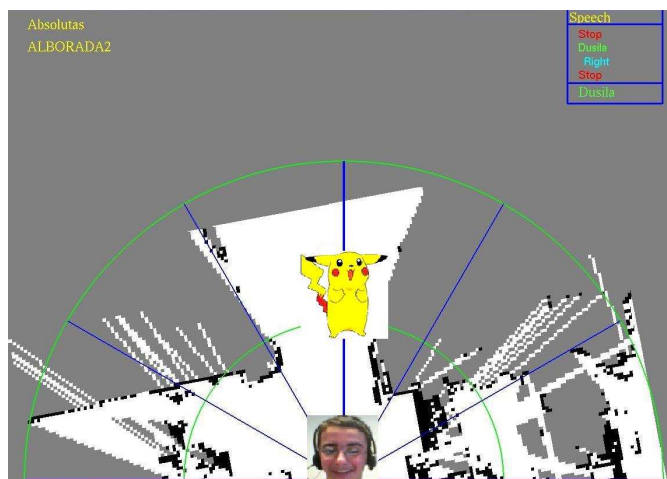 Absolutas
ALBORADA2
Speech
Stop
Dusila
Right
Stop
Dusila